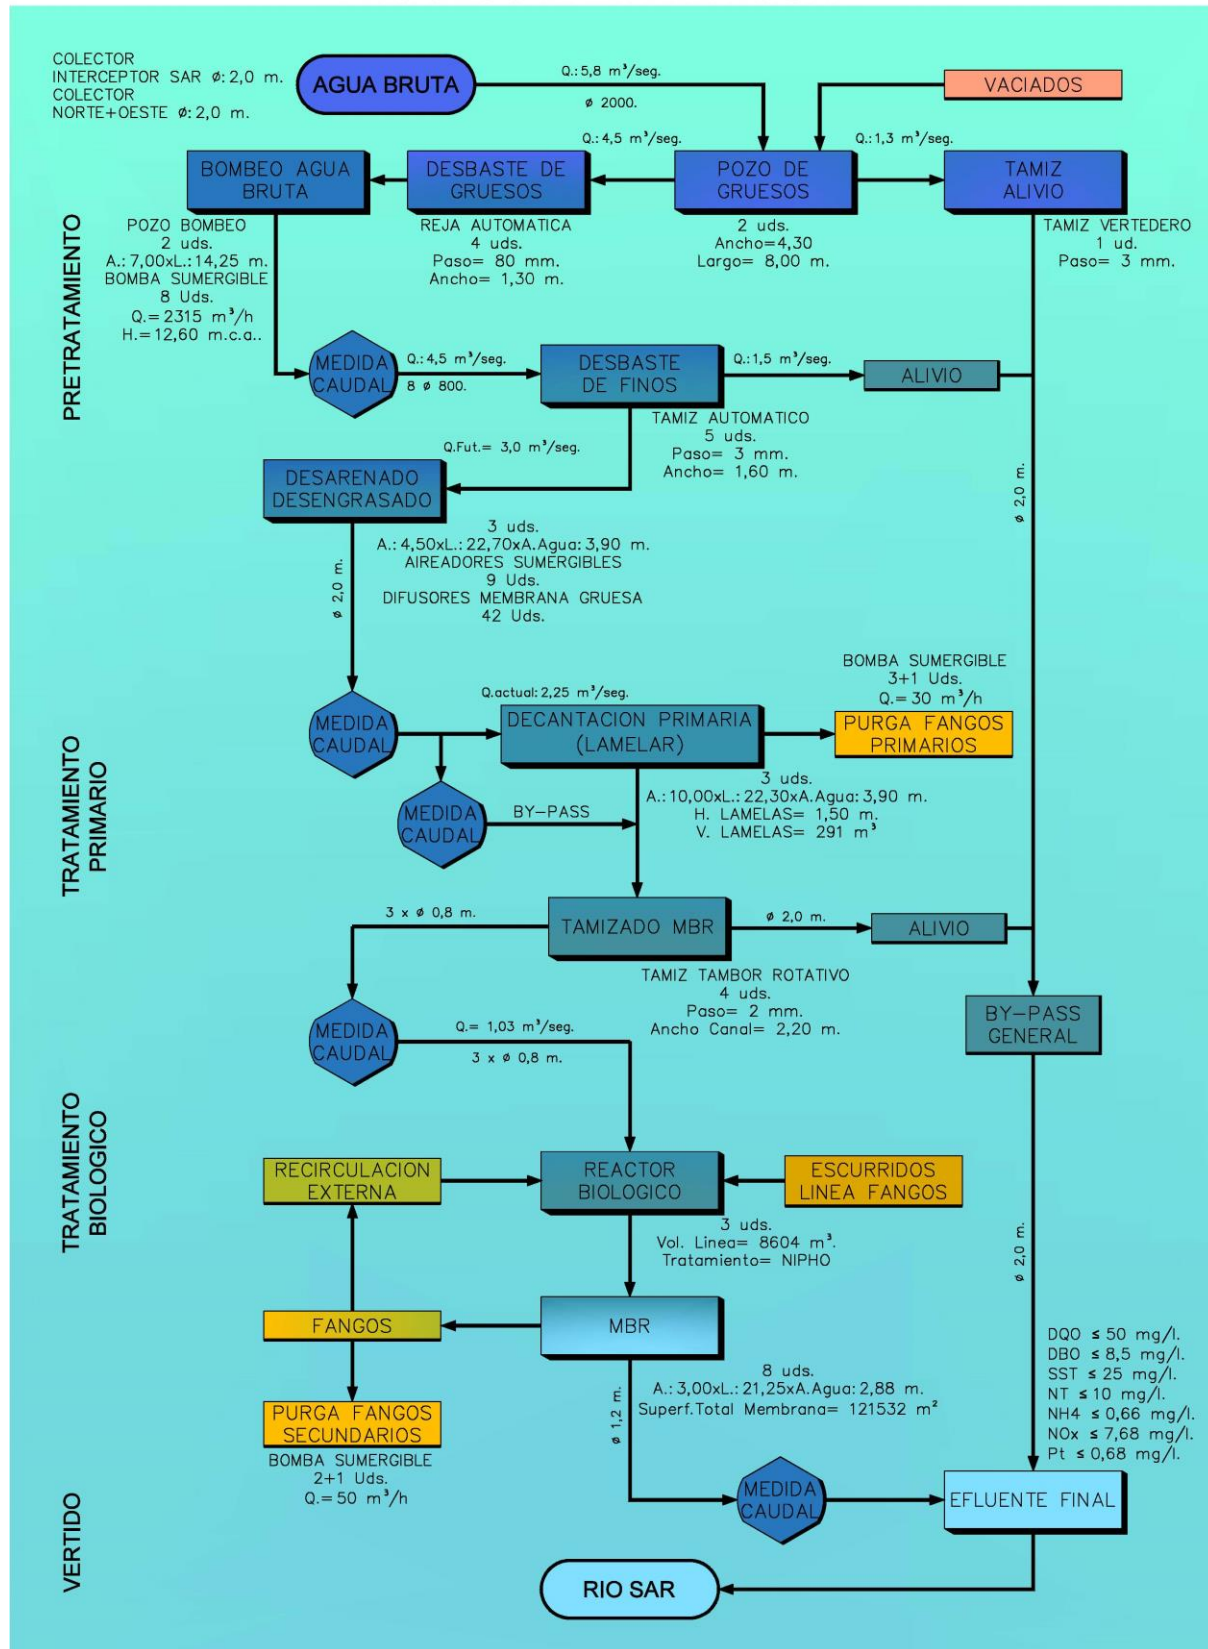 COLECTOR
INTERCEPTOR SAR ø: 2,0 m.
COLECTOR
NORTE+OESTE ø: 2,0 m.
AGUA BRUTA
Q.: 5,8 m³/seg.
ø 2000.
VACIADOS
Q.: 4,5 m³/seg.
Q.: 1,3 m³/seg.
BOMBEO AGUA
BRUTA
DESBASTE DE
GRUESOS
POZO DE
GRUESOS
TAMIZ
ALIVIO
POZO BOMBEO
2 uds.
A.: 7,00xL.: 14,25 m.
BOMBA SUMERGIBLE
8 Uds.
Q.= 2315 m³/h
H.= 12,60 m.c.a..
REJA AUTOMATICA
4 uds.
Paso= 80 mm.
Ancho= 1,30 m.
2 uds.
Ancho=4,30
Largo= 8,00 m.
TAMIZ VERTEDERO
1 ud.
Paso= 3 mm.
PRETRATAMIENTO
MEDIDA
CAUDAL
Q.: 4,5 m³/seg.
8 ø 800.
DESBASTE
DE FINOS
Q.: 1,5 m³/seg.
ALIVIO
TAMIZ AUTOMATICO
5 uds.
Paso= 3 mm.
Ancho= 1,60 m.
Q.Fut.= 3,0 m³/seg.
DESARENADO
DESENGRASADO
ø 2,0 m.
3 uds.
A.: 4,50xL.: 22,70xA.Agua: 3,90 m.
AIREADORES SUMERGIBLES
9 Uds.
DIFUSORES MEMBRANA GRUESA
42 Uds.
ø 2,0 m.
TRATAMIENTO
PRIMARIO
MEDIDA
CAUDAL
Q.actual: 2,25 m³/seg.
DECANTACION PRIMARIA
(LAMELAR)
BOMBA SUMERGIBLE
3+1 Uds.
Q.= 30 m³/h
PURGA FANGOS
PRIMARIOS
3 uds.
A.: 10,00xL.: 22,30xA.Agua: 3,90 m.
H. LAMELAS= 1,50 m.
V. LAMELAS= 291 m³
MEDIDA
CAUDAL
BY-PASS
3 x ø 0,8 m.
TAMIZADO MBR
ø 2,0 m.
ALIVIO
TAMIZ TAMBOR ROTATIVO
4 uds.
Paso= 2 mm.
Ancho Canal= 2,20 m.
MEDIDA
CAUDAL
Q.= 1,03 m³/seg.
3 x ø 0,8 m.
BY-PASS
GENERAL
TRATAMIENTO
BIOLOGICO
RECIRCULACION
EXTERNA
REACTOR
BIOLOGICO
ESCURRIDOS
LINEA FANGOS
3 uds.
Vol. Linea= 8604 m³.
Tratamiento= NIPHO
ø 2,0 m.
FANGOS
MBR
8 uds.
A.: 3,00xL.: 21,25xA.Agua: 2,88 m.
Superf.Total Membrana= 121532 m²
ø 1,2 m.
DQO ≤ 50 mg/l.
DBO ≤ 8,5 mg/l.
SST ≤ 25 mg/l.
NT ≤ 10 mg/l.
NH4 ≤ 0,66 mg/l.
NOx ≤ 7,68 mg/l.
Pt ≤ 0,68 mg/l.
PURGA FANGOS
SECUNDARIOS
BOMBA SUMERGIBLE
2+1 Uds.
Q.= 50 m³/h
VERTIDO
MEDIDA
CAUDAL
EFLUENTE FINAL
RIO SAR